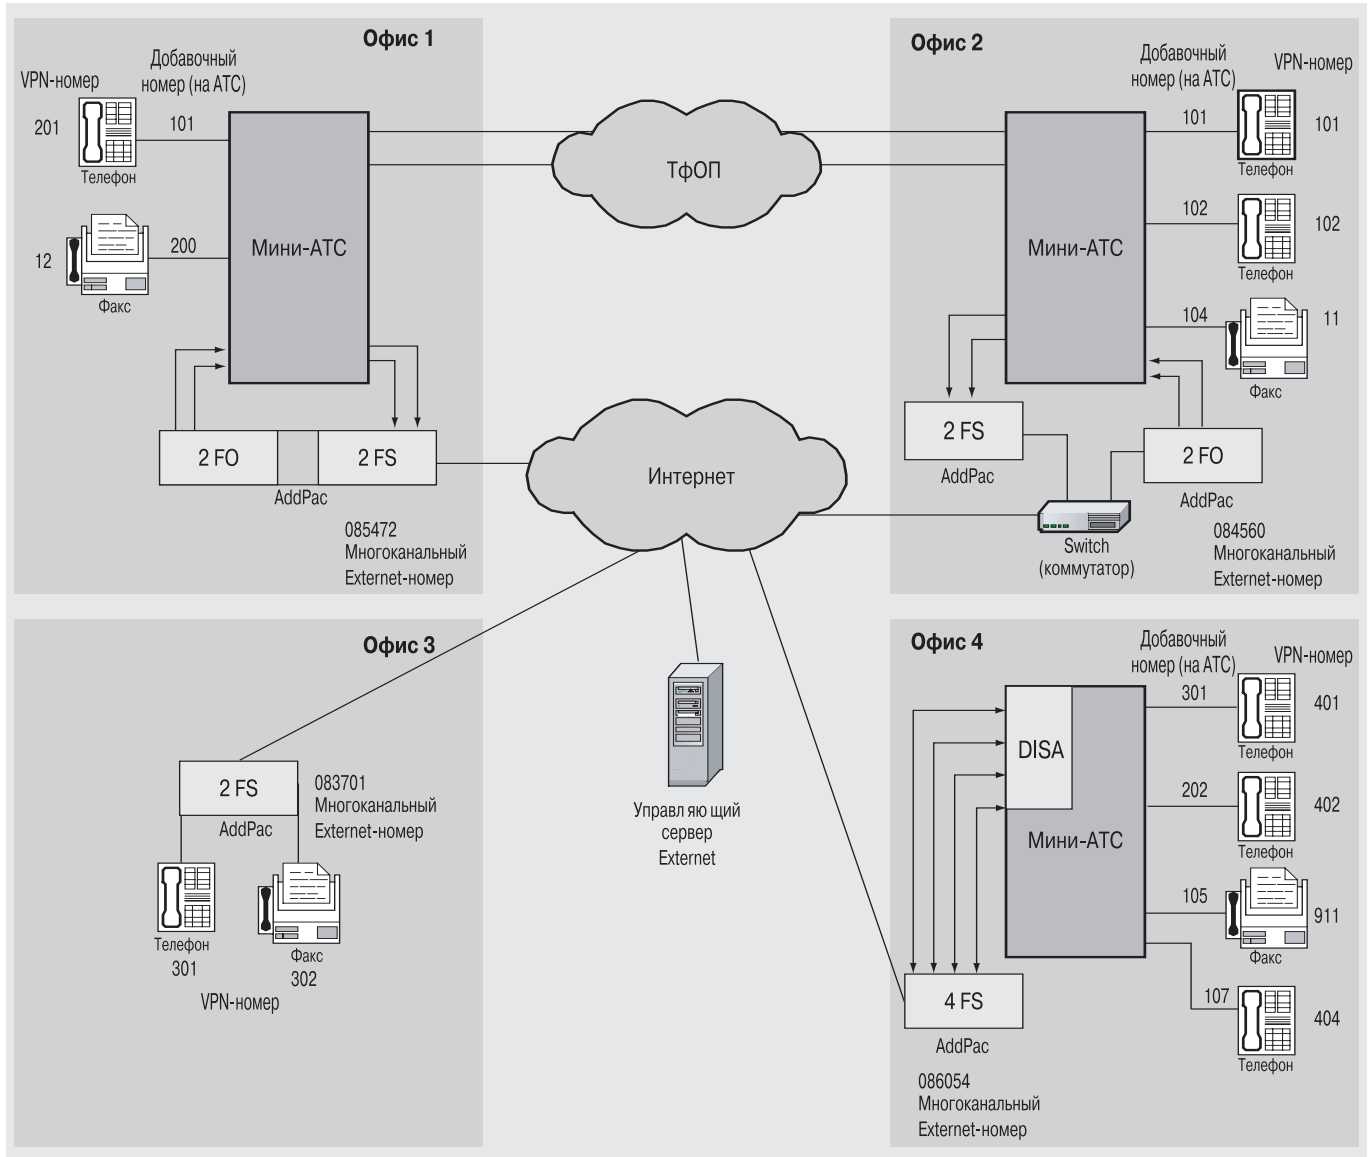 Офис 1
VPN-номер
Добавочный
номер (на АТС)
201
101
Телефон
12
200
Факс
Мини-АТС
2 FO
2 FS
AddPac
085472
Многоканальный
Externet-номер
ТфОП
Интернет
Офис 2
Добавочный
номер (на АТС)
VPN-номер
101
101
Телефон
102
102
Телефон
104
11
Факс
Мини-АТС
2 FS
AddPac
2 FO
AddPac
Switch
(коммутатор)
084560
Многоканальный
Externet-номер
Офис 3
2 FS
AddPac
083701
Многоканальный
Externet-номер
Телефон
301
Факс
302
VPN-номер
Управл яю щий
сервер
Externet
Офис 4
Добавочный
номер (на АТС)
VPN-номер
301
401
Телефон
DISA
202
402
Телефон
Мини-АТС
105
911
Факс
107
404
Телефон
4 FS
AddPac
086054
Многоканальный
Externet-номер